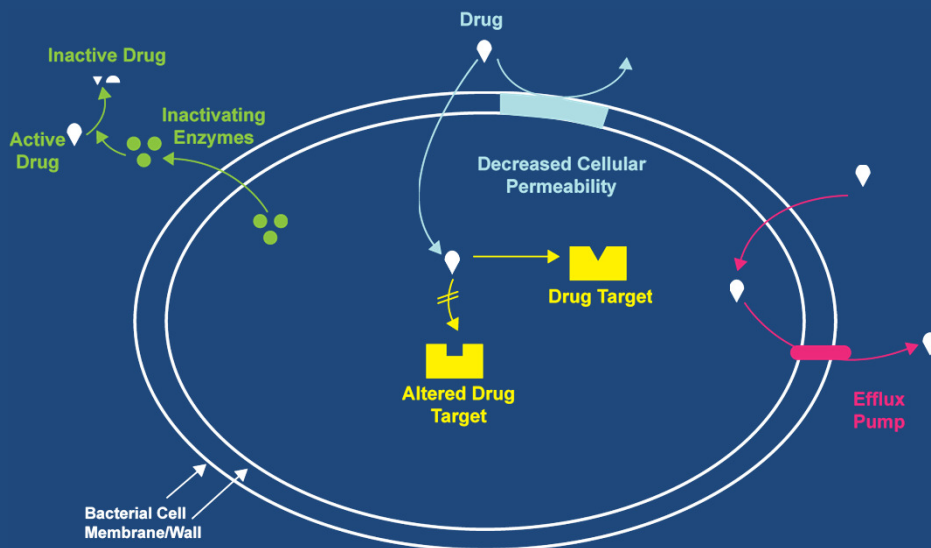 Drug
Inactive Drug
Inactivating
Enzymes
Active
Drug
Decreased Cellular
Permeability
Drug Target
Altered Drug
Target
Efflux
Pump
Bacterial Cell
Membrane/Wall